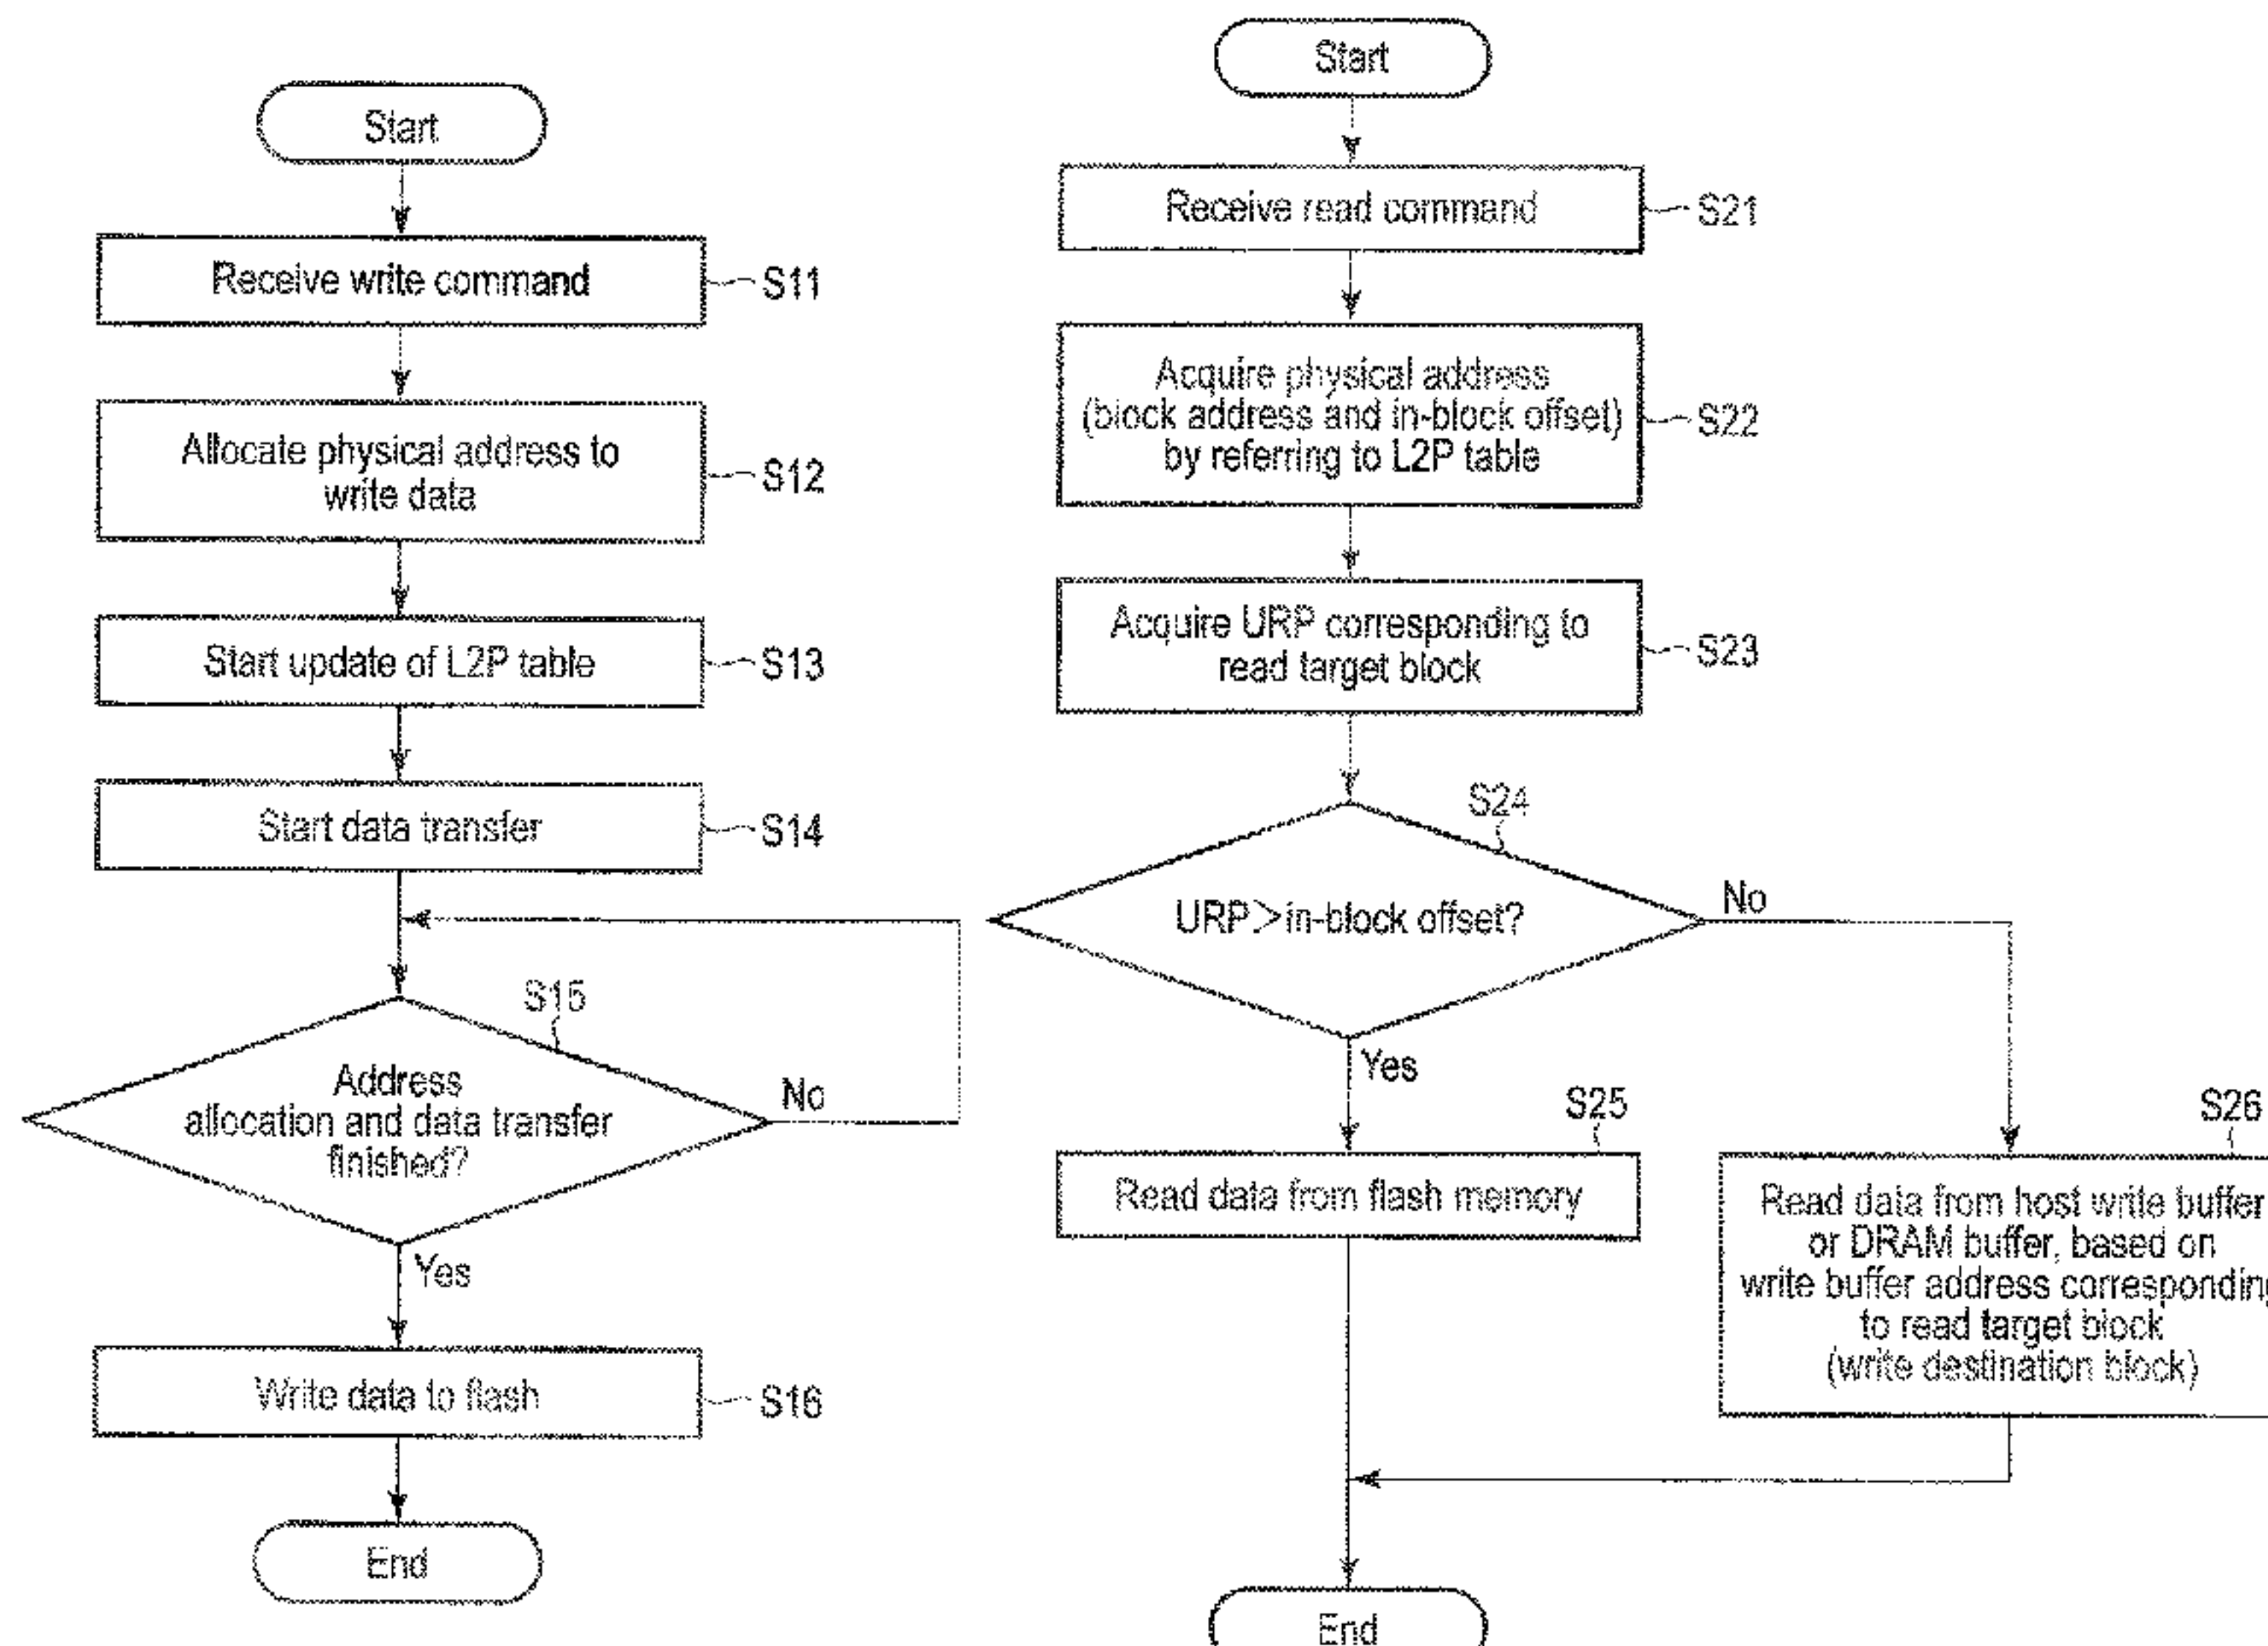 Start
Receive write command
S11
Allocate physical address to
write data
S12
Start update of L2P table
S13
Start data transfer
S14
S15
Address
allocation and data transfer
finished?
No
Yes
Write data to flash
S16
End
Start
Receive read command
S21
Acquire physical address
(block address and in-block offset)
by referring to L2P table
S22
Acquire URP corresponding to
read target block
S23
S24
URP>in-block offset?
No
Yes
S25
Read data from flash memory
S26
Read data from host write buffer
or DRAM buffer, based on
write buffer address corresponding
to read target block
(write destination block)
End